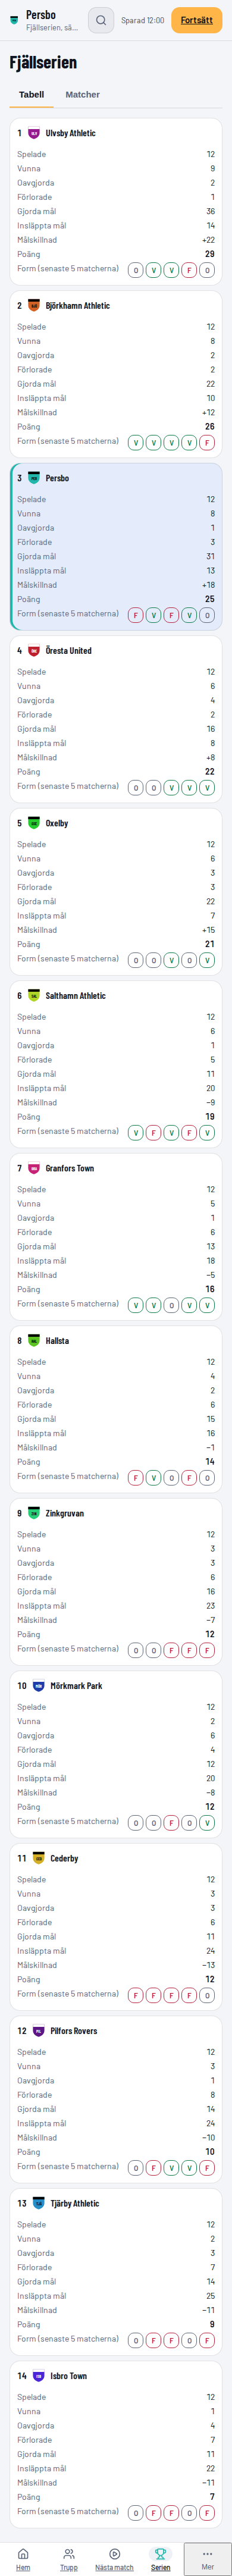 Persbo
Fjällserien, sä...
Sparad 12:00
Fortsätt
Fjällserien
Tabell
Matcher
1 Ulvsby Athletic
Spelade 12
Vunna 9
Oavgjorda 2
Förlorade 1
Gjorda mål 36
Insläppta mål 14
Målskillnad +22
Poäng 29
Form (senaste 5 matcherna) O V V F O
2 Björkhamn Athletic
Spelade 12
Vunna 8
Oavgjorda 2
Förlorade 2
Gjorda mål 22
Insläppta mål 10
Målskillnad +12
Poäng 26
Form (senaste 5 matcherna) V V V V F
3 Persbo
Spelade 12
Vunna 8
Oavgjorda 1
Förlorade 3
Gjorda mål 31
Insläppta mål 13
Målskillnad +18
Poäng 25
Form (senaste 5 matcherna) F V F V O
4 Öresta United
Spelade 12
Vunna 6
Oavgjorda 4
Förlorade 2
Gjorda mål 16
Insläppta mål 8
Målskillnad +8
Poäng 22
Form (senaste 5 matcherna) O O V V V
5 Oxelby
Spelade 12
Vunna 6
Oavgjorda 3
Förlorade 3
Gjorda mål 22
Insläppta mål 7
Målskillnad +15
Poäng 21
Form (senaste 5 matcherna) O O V O V
6 Salthamn Athletic
Spelade 12
Vunna 6
Oavgjorda 1
Förlorade 5
Gjorda mål 11
Insläppta mål 20
Målskillnad −9
Poäng 19
Form (senaste 5 matcherna) V F V F V
7 Granfors Town
Spelade 12
Vunna 5
Oavgjorda 1
Förlorade 6
Gjorda mål 13
Insläppta mål 18
Målskillnad −5
Poäng 16
Form (senaste 5 matcherna) V V O V V
8 Hallsta
Spelade 12
Vunna 4
Oavgjorda 2
Förlorade 6
Gjorda mål 15
Insläppta mål 16
Målskillnad −1
Poäng 14
Form (senaste 5 matcherna) F V O F O
9 Zinkgruvan
Spelade 12
Vunna 3
Oavgjorda 3
Förlorade 6
Gjorda mål 16
Insläppta mål 23
Målskillnad −7
Poäng 12
Form (senaste 5 matcherna) O O F F F
10 Mörkmark Park
Spelade 12
Vunna 2
Oavgjorda 6
Förlorade 4
Gjorda mål 12
Insläppta mål 20
Målskillnad −8
Poäng 12
Form (senaste 5 matcherna) O O F O V
11 Cederby
Spelade 12
Vunna 3
Oavgjorda 3
Förlorade 6
Gjorda mål 11
Insläppta mål 24
Målskillnad −13
Poäng 12
Form (senaste 5 matcherna) F F F F O
12 Pilfors Rovers
Spelade 12
Vunna 3
Oavgjorda 1
Förlorade 8
Gjorda mål 14
Insläppta mål 24
Målskillnad −10
Poäng 10
Form (senaste 5 matcherna) O F V V F
13 Tjärby Athletic
Spelade 12
Vunna 2
Oavgjorda 3
Förlorade 7
Gjorda mål 14
Insläppta mål 25
Målskillnad −11
Poäng 9
Form (senaste 5 matcherna) O F F O F
14 Isbro Town
Spelade 12
Vunna 1
Oavgjorda 4
Förlorade 7
Gjorda mål 11
Insläppta mål 22
Målskillnad −11
Poäng 7
Form (senaste 5 matcherna) O F F O F
Hem
Trupp
Nästa match
Serien
Mer